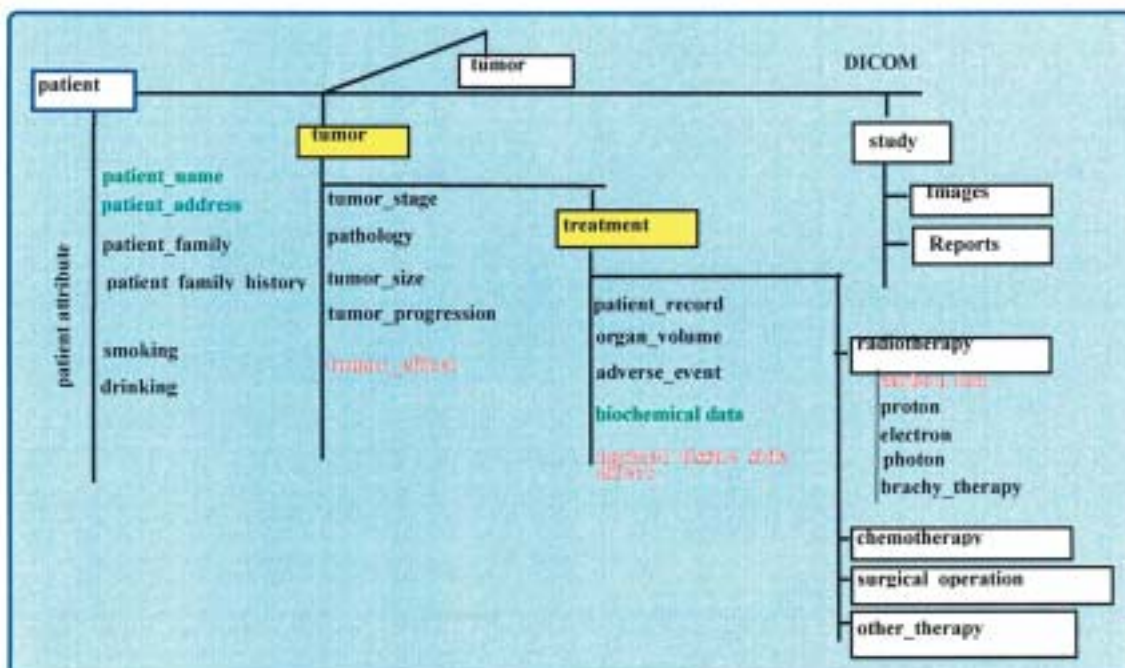 tumor
DICOM
patient
tumor
study
patient_name
patient_address
patient_family
patient family history
smoking
drinking
patient attribute
tumor_stage
pathology
tumor_size
tumor_progression
treatment
patient_record
organ_volume
adverse_event
biochemical data
Images
Reports
radiotherapy
proton
electron
photon
brachy_therapy
chemotherapy
surgical operation
other_therapy